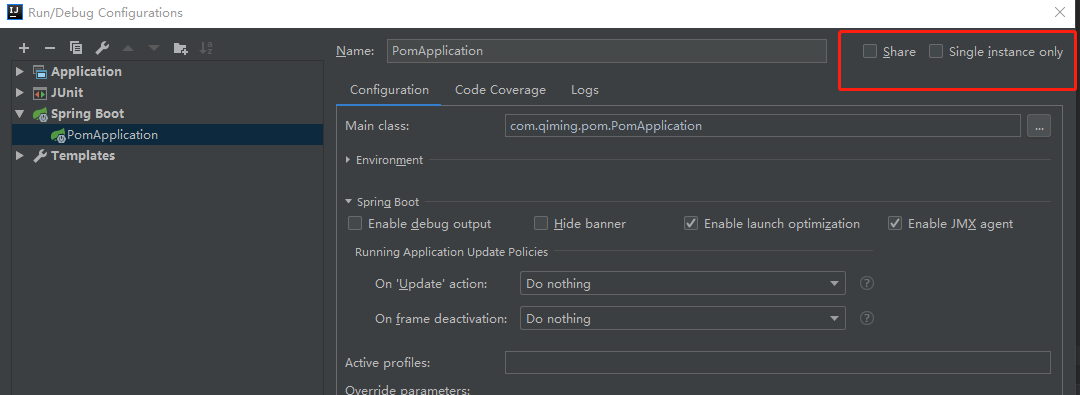 Run/Debug Configurations
Name: PomApplication Share Single instance only
Application
JUnit
Spring Boot
PomApplication
Templates
Configuration Code Coverage Logs
Main class: com.qiming.pom.PomApplication ...
Environment
Spring Boot
Enable debug output Hide banner Enable launch optimization Enable JMX agent
Running Application Update Policies
On 'Update' action: Do nothing ?
On frame deactivation: Do nothing ?
Active profiles:
Override parameters: